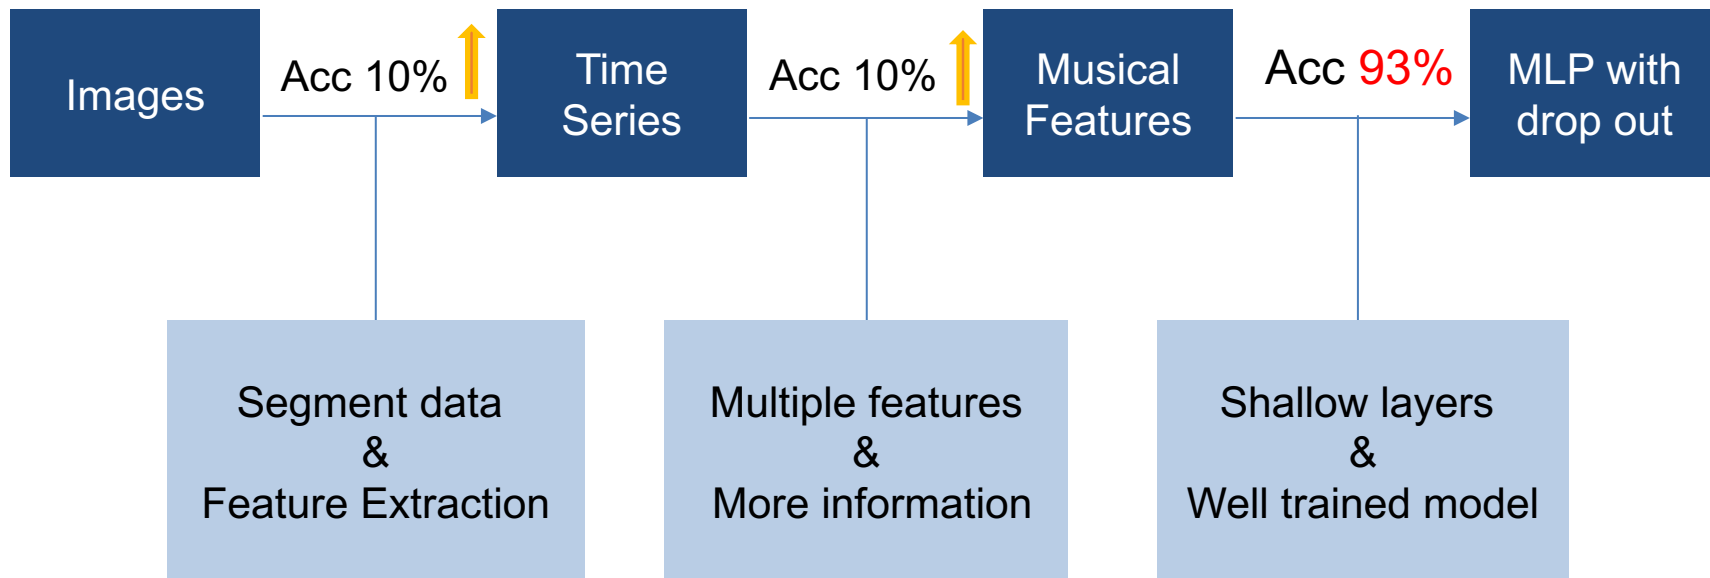 Images
Acc 10%
Time
Series
Acc 10%
Musical
Features
Acc 93%
MLP with
drop out
Segment data
&
Feature Extraction
Multiple features
&
More information
Shallow layers
&
Well trained model